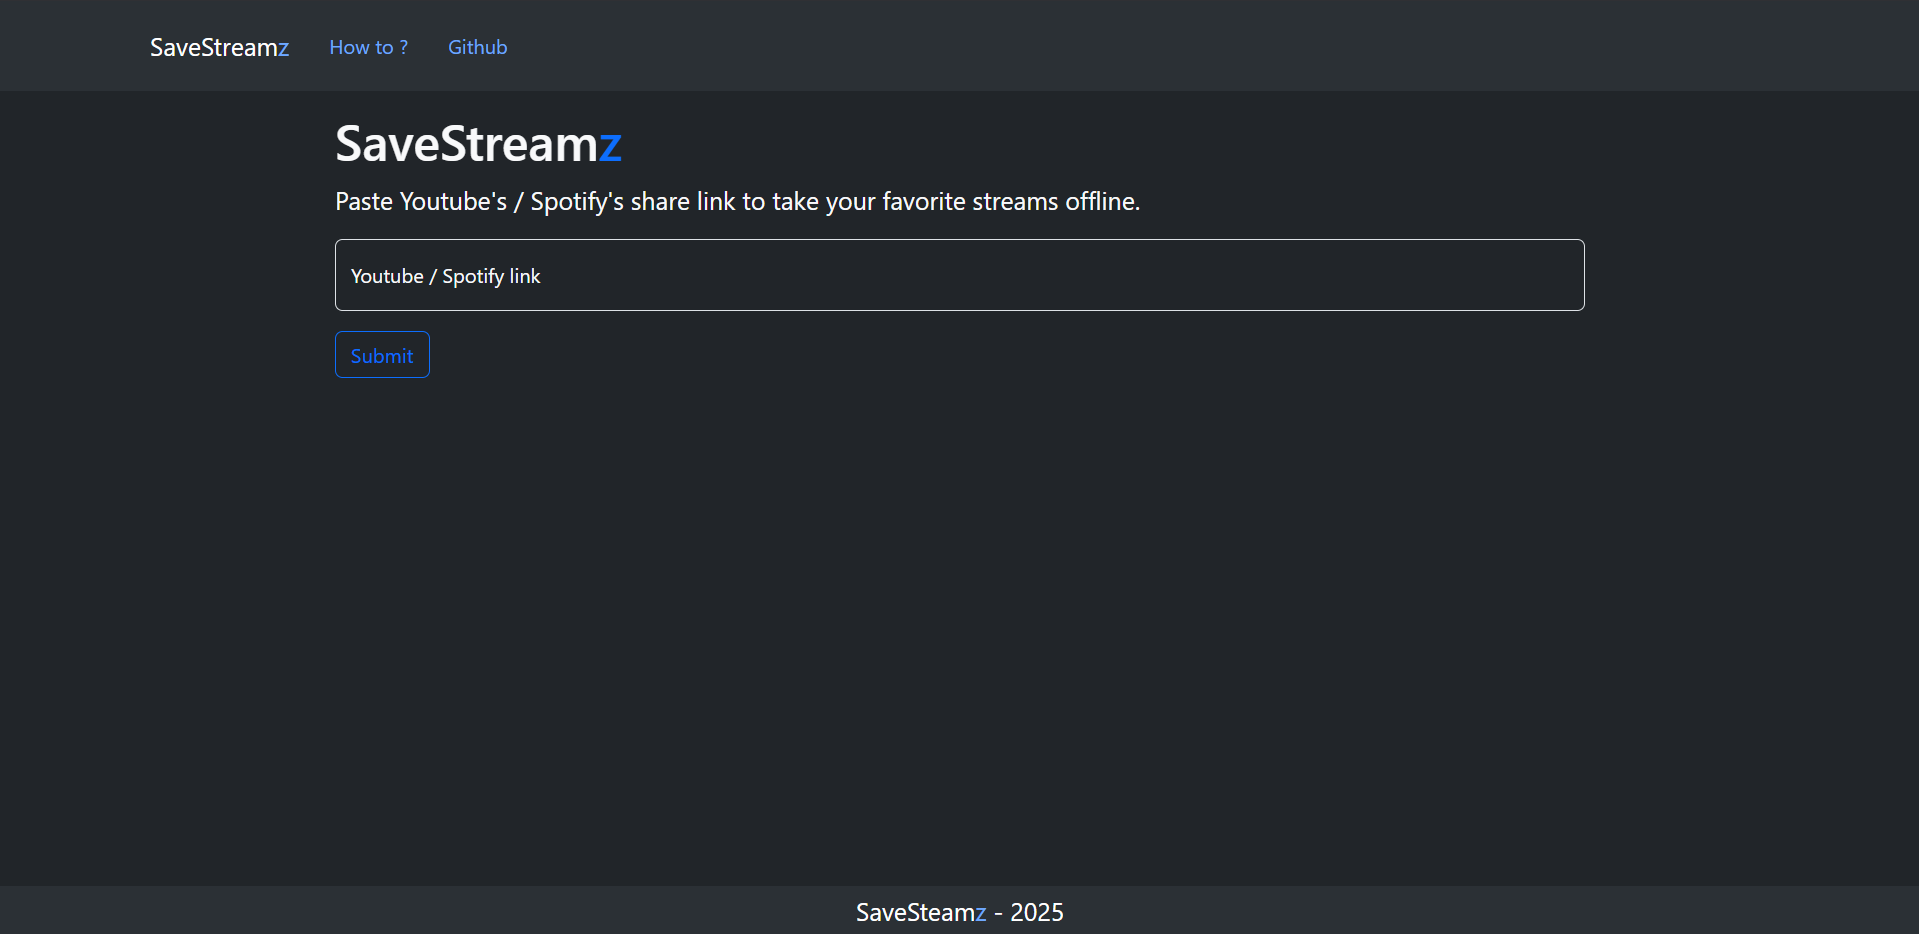 SaveStreamz How to ? Github
SaveStreamz
Paste Youtube's / Spotify's share link to take your favorite streams offline.
Youtube / Spotify link
Submit
SaveSteamz - 2025